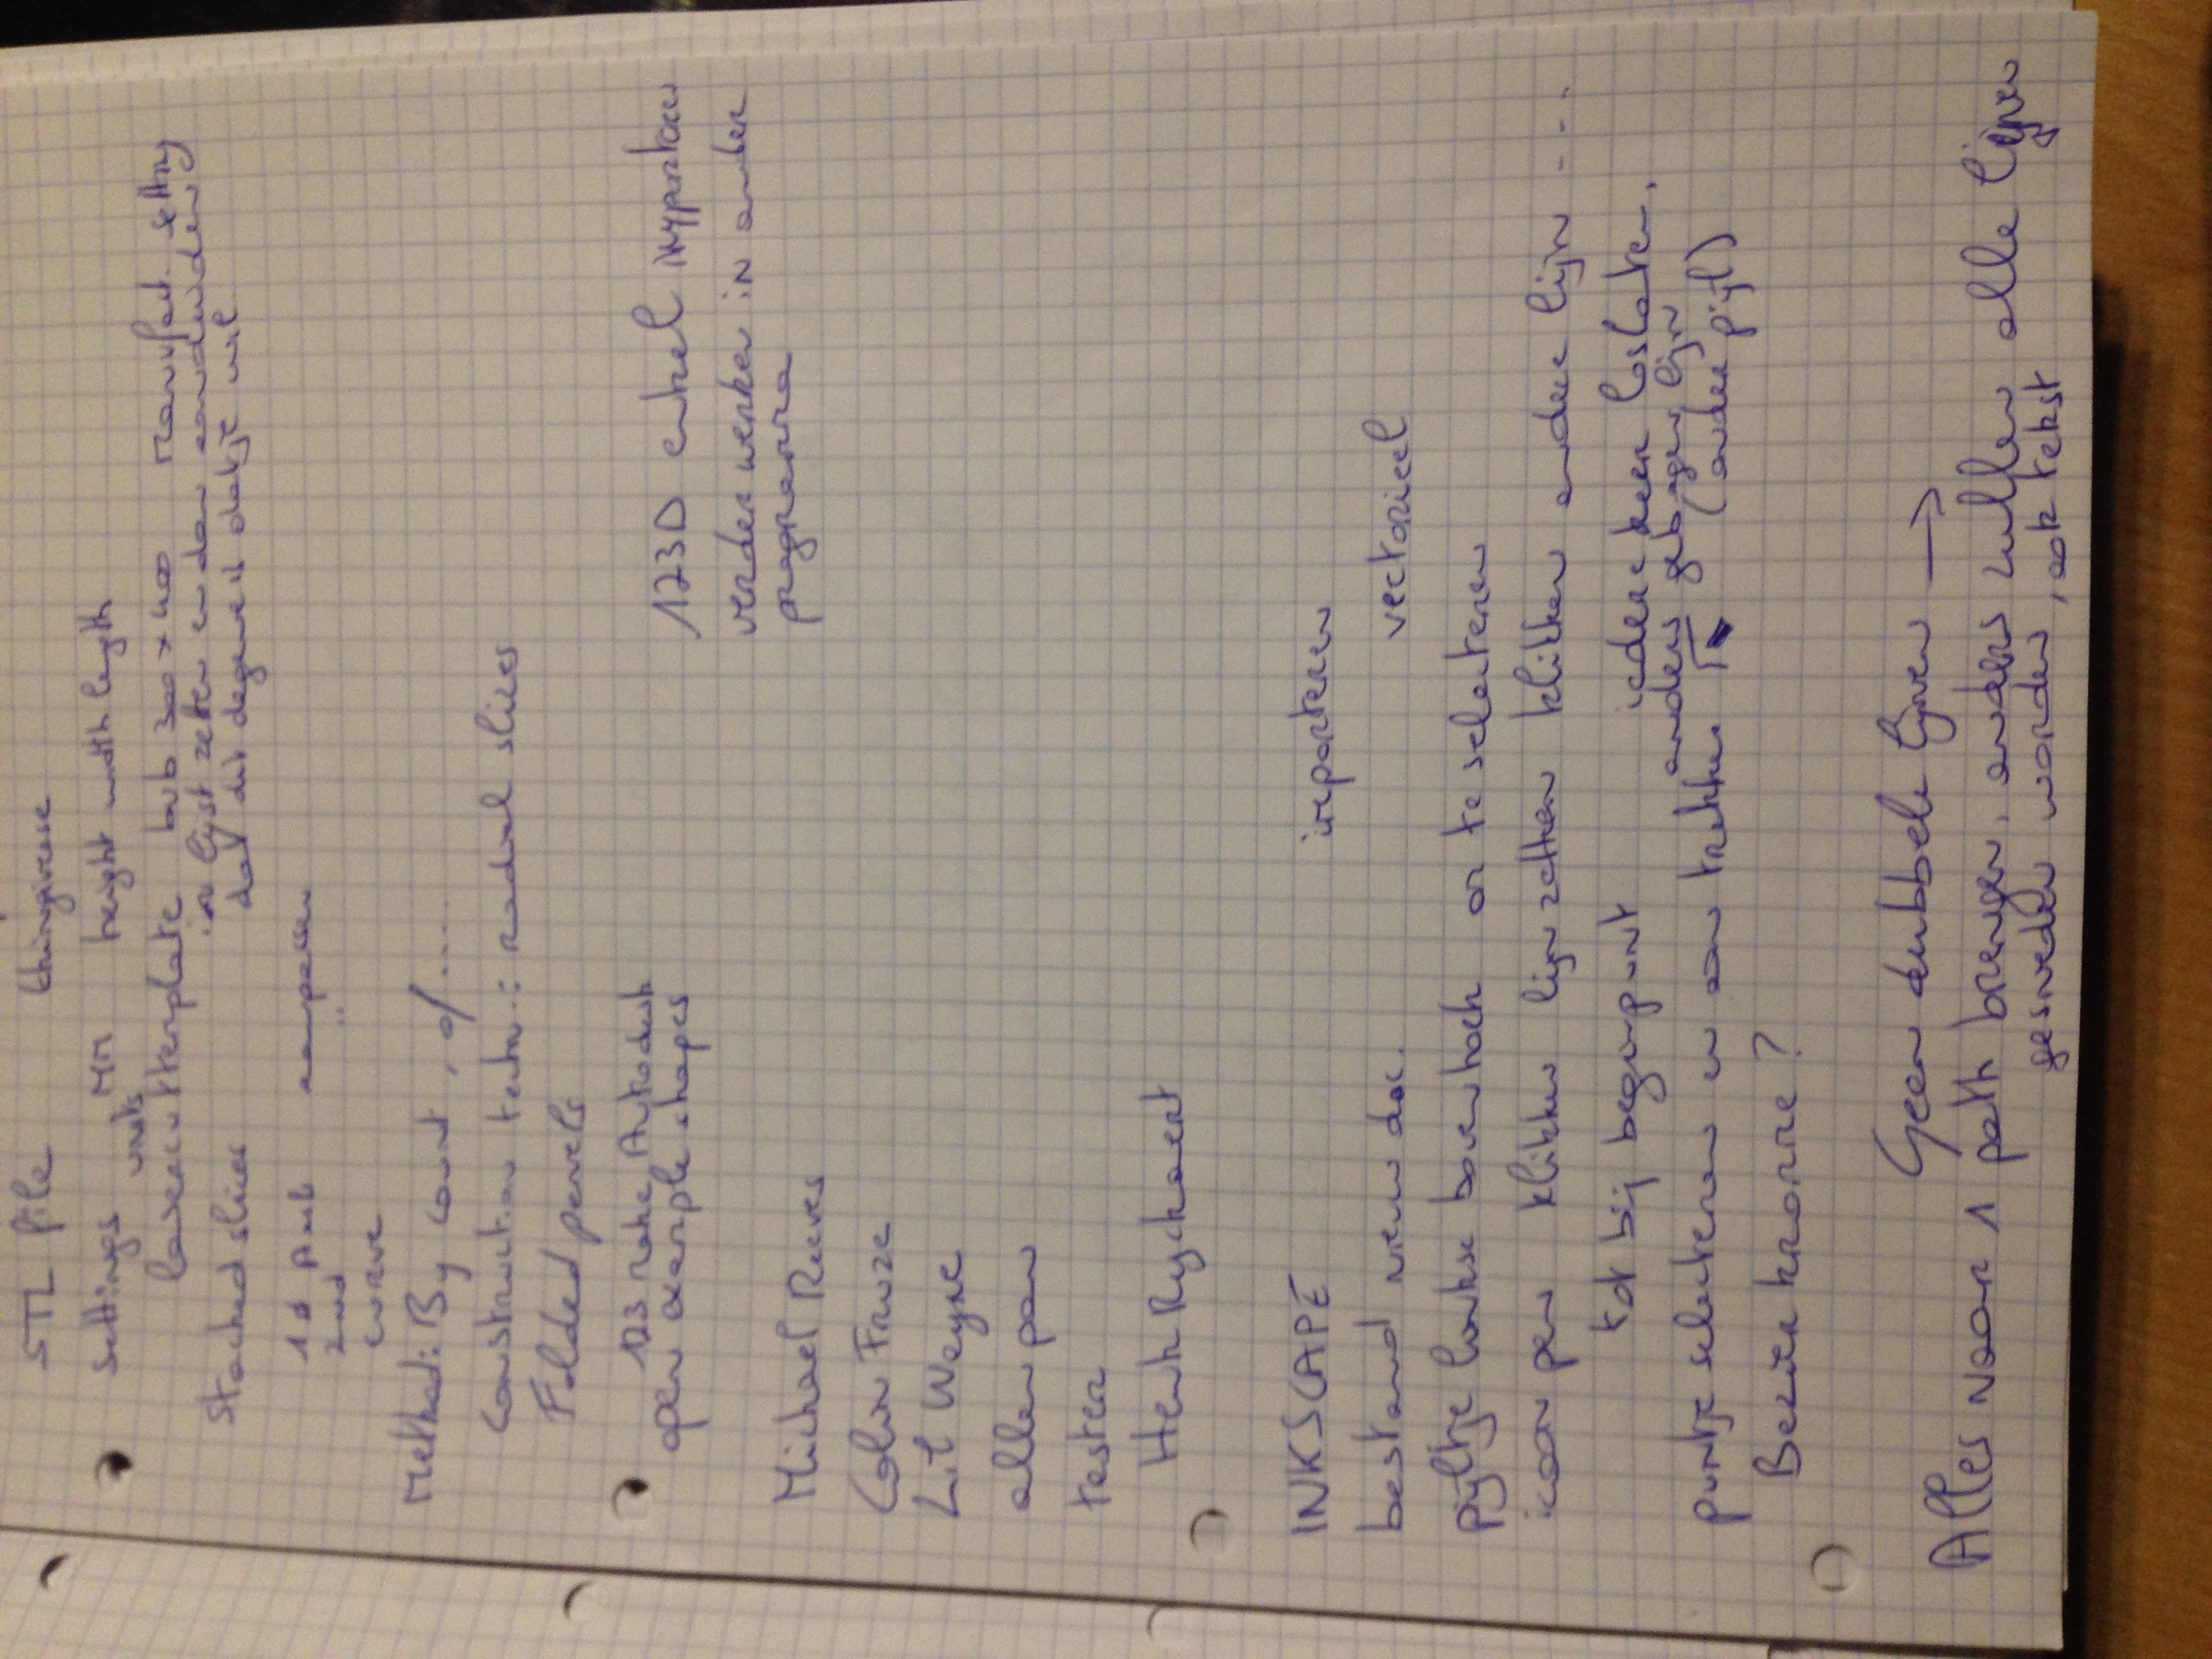 STL file thingiverse
settings units MM height width length
lasercuttemplate bvb 300 x 400 Manufact. setting
in lijst zetten en dan aanduiden
Stacked slices dat dit degene is dat je wil
1st Axis aanpassen
2nd "
curve
Method: By count, of .....
construction techn.: radial slices
Folded panels
123 make Autodesk
open example shapes
123D enkel importeren
verder werken in ander
programma
Michael Reeves
Colin Fruze
Lil Wayne
allen pan
tester
Henk Ryckaert
INKSCAPE importeren
bestand nieuw doc. vectorieel
pijltje linkse bovenhoek om te selecteren
icoon pen klikken lijn zetten klikken andere lijn ---
tot bij beginpunt iedere keer loslaten,
anders gebogen lijn
puntje selecteren en aan trekken (ander pijl)
Bezier kromme?
Geen dubbele lijnen →
Alles naar 1 path brengen, anders zullen alle lijnen
gesneden worden, ook tekst